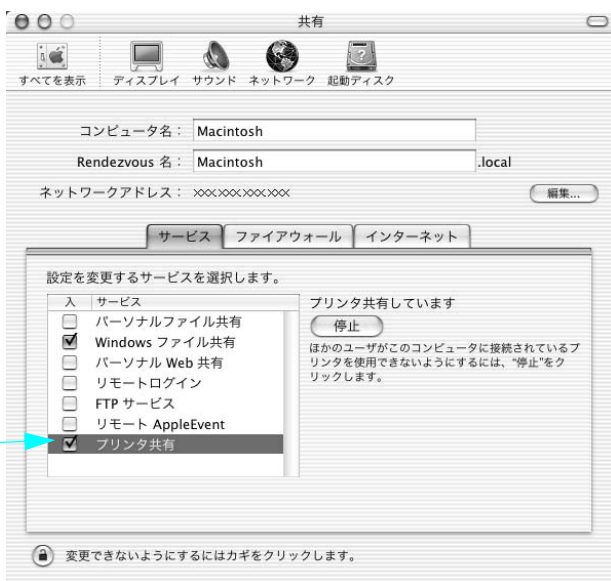 共有
すべてを表示 ディスプレイ サウンド ネットワーク 起動ディスク
コンピュータ名： Macintosh
Rendezvous 名： Macintosh .local
ネットワークアドレス： xxx.xxx.xxx.xxx 編集...
サービス ファイアウォール インターネット
設定を変更するサービスを選択します。
入 サービス
パーソナルファイル共有
Windows ファイル共有
パーソナル Web 共有
リモートログイン
FTP サービス
リモート AppleEvent
プリンタ共有
プリンタ共有しています
停止
ほかのユーザがこのコンピュータに接続されているプ
リンタを使用できないようにするには、“停止”をク
リックします。
変更できないようにするにはカギをクリックします。